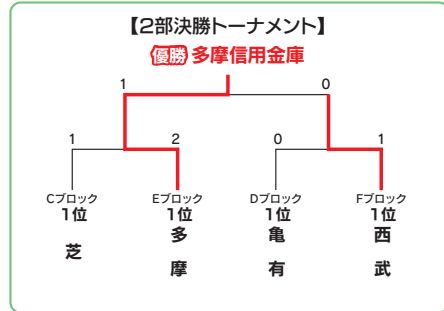 【2部決勝トーナメント】
優勝 多摩信用金庫
1 0
1 2 0 1
Cブロック Eブロック Dブロック Fブロック
1位 1位 1位 1位
芝 多摩 亀有 西武